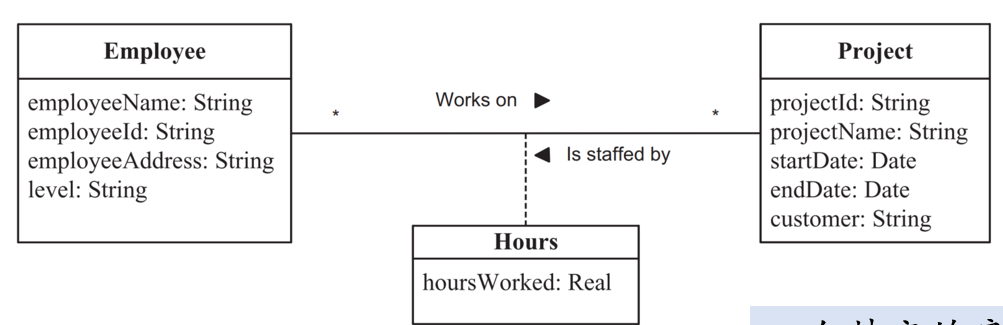 Employee
employeeName: String
employeeId: String
employeeAddress: String
level: String
*
Works on ▶
*
◀ Is staffed by
Project
projectId: String
projectName: String
startDate: Date
endDate: Date
customer: String
Hours
hoursWorked: Real